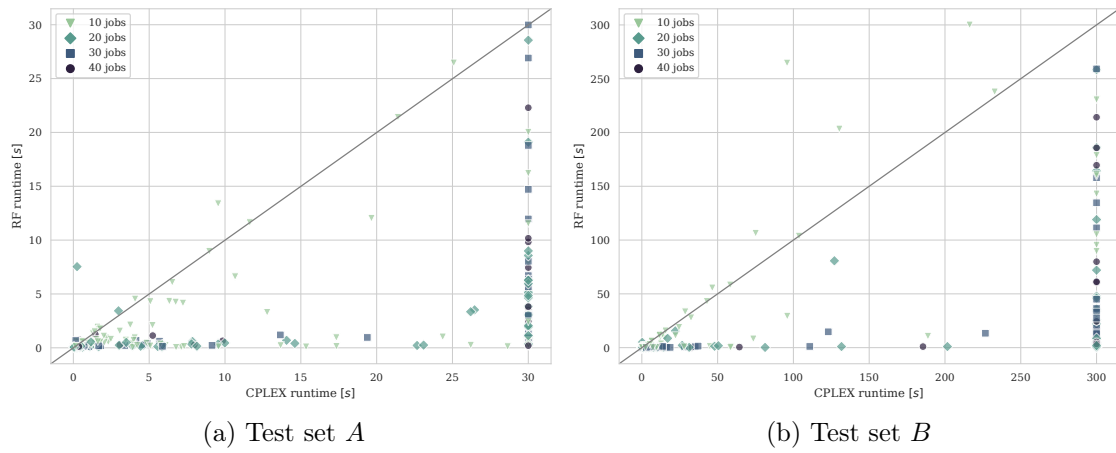 30
25
20
15
10
5
0
RF runtime [s]
10 jobs
20 jobs
30 jobs
40 jobs
0 5 10 15 20 25 30
CPLEX runtime [s]
(a) Test set A
300
250
200
150
100
50
0
RF runtime [s]
10 jobs
20 jobs
30 jobs
40 jobs
0 50 100 150 200 250 300
CPLEX runtime [s]
(b) Test set B